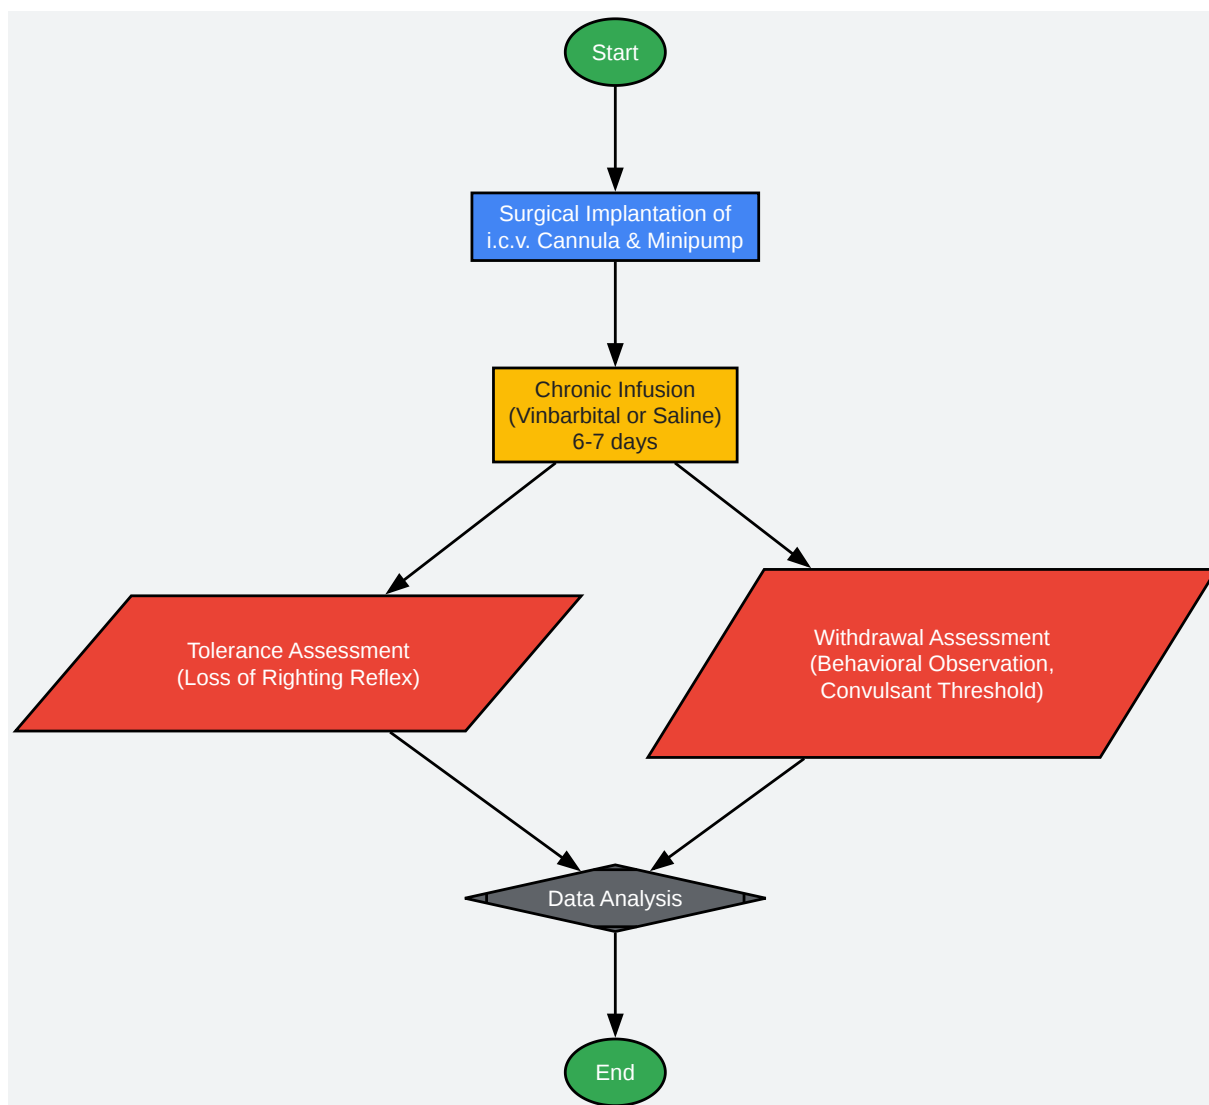 Start
Surgical Implantation of
i.c.v. Cannula & Minipump
Chronic Infusion
(Vinbarbital or Saline)
6-7 days
Tolerance Assessment
(Loss of Righting Reflex)
Withdrawal Assessment
(Behavioral Observation,
Convulsant Threshold)
Data Analysis
End